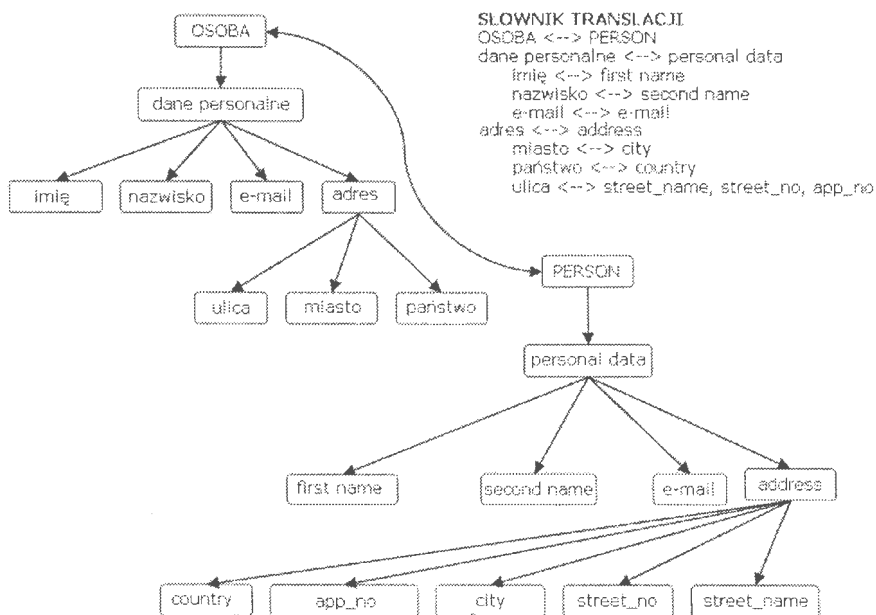 OSOBA
dane personalne
imię
nazwisko
e-mail
adres
ulica
miasto
państwo
SŁOWNIK TRANSLACJI
OSOBA <--> PERSON
dane personalne <--> personal data
imię <--> first name
nazwisko <--> second name
e-mail <--> e-mail
adres <--> address
miasto <--> city
państwo <--> country
ulica <--> street_name, street_no, app_no
PERSON
personal data
first name
second name
e-mail
address
country
app_no
city
street_no
street_name